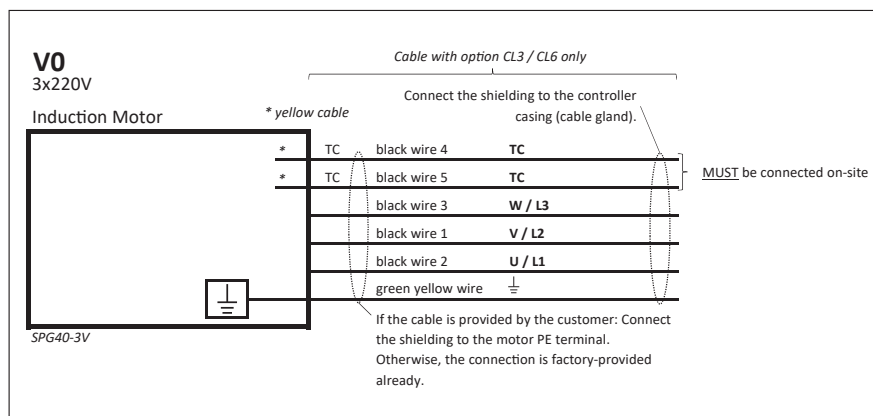 V0
3x220V
Induction Motor
Cable with option CL3 / CL6 only
* yellow cable
Connect the shielding to the controller
casing (cable gland).
* TC black wire 4 TC
* TC black wire 5 TC
MUST be connected on-site
black wire 3 W / L3
black wire 1 V / L2
black wire 2 U / L1
green yellow wire
SPG40-3V
If the cable is provided by the customer: Connect
the shielding to the motor PE terminal.
Otherwise, the connection is factory-provided
already.